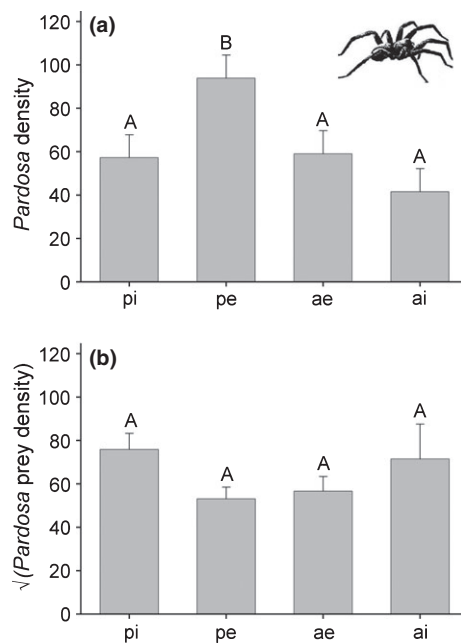 (a)
Pardosa density
120
100
80
60
40
20
0
A
B
A
A
pi pe ae ai
(b)
√(Pardosa prey density)
120
100
80
60
40
20
0
A
A
A
A
pi pe ae ai